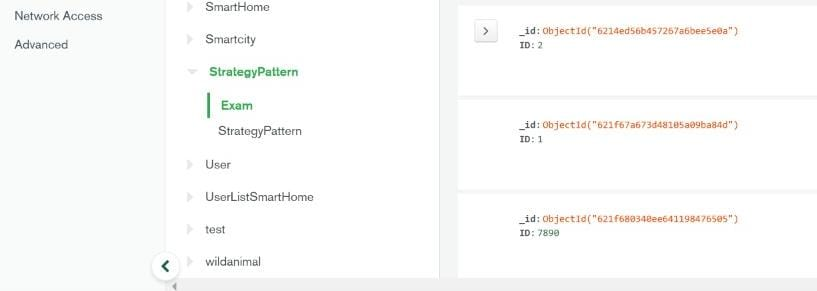 Network Access
Advanced
SmartHome
Smartcity
StrategyPattern
Exam
StrategyPattern
User
UserListSmartHome
test
wildanimal
_id: ObjectId("6214ed56b457267a6bee5e0a")
ID: 2
_id: ObjectId("621f67a673d48105a09ba84d")
ID: 1
_id: ObjectId("621f680340ee641198476505")
ID: 7890